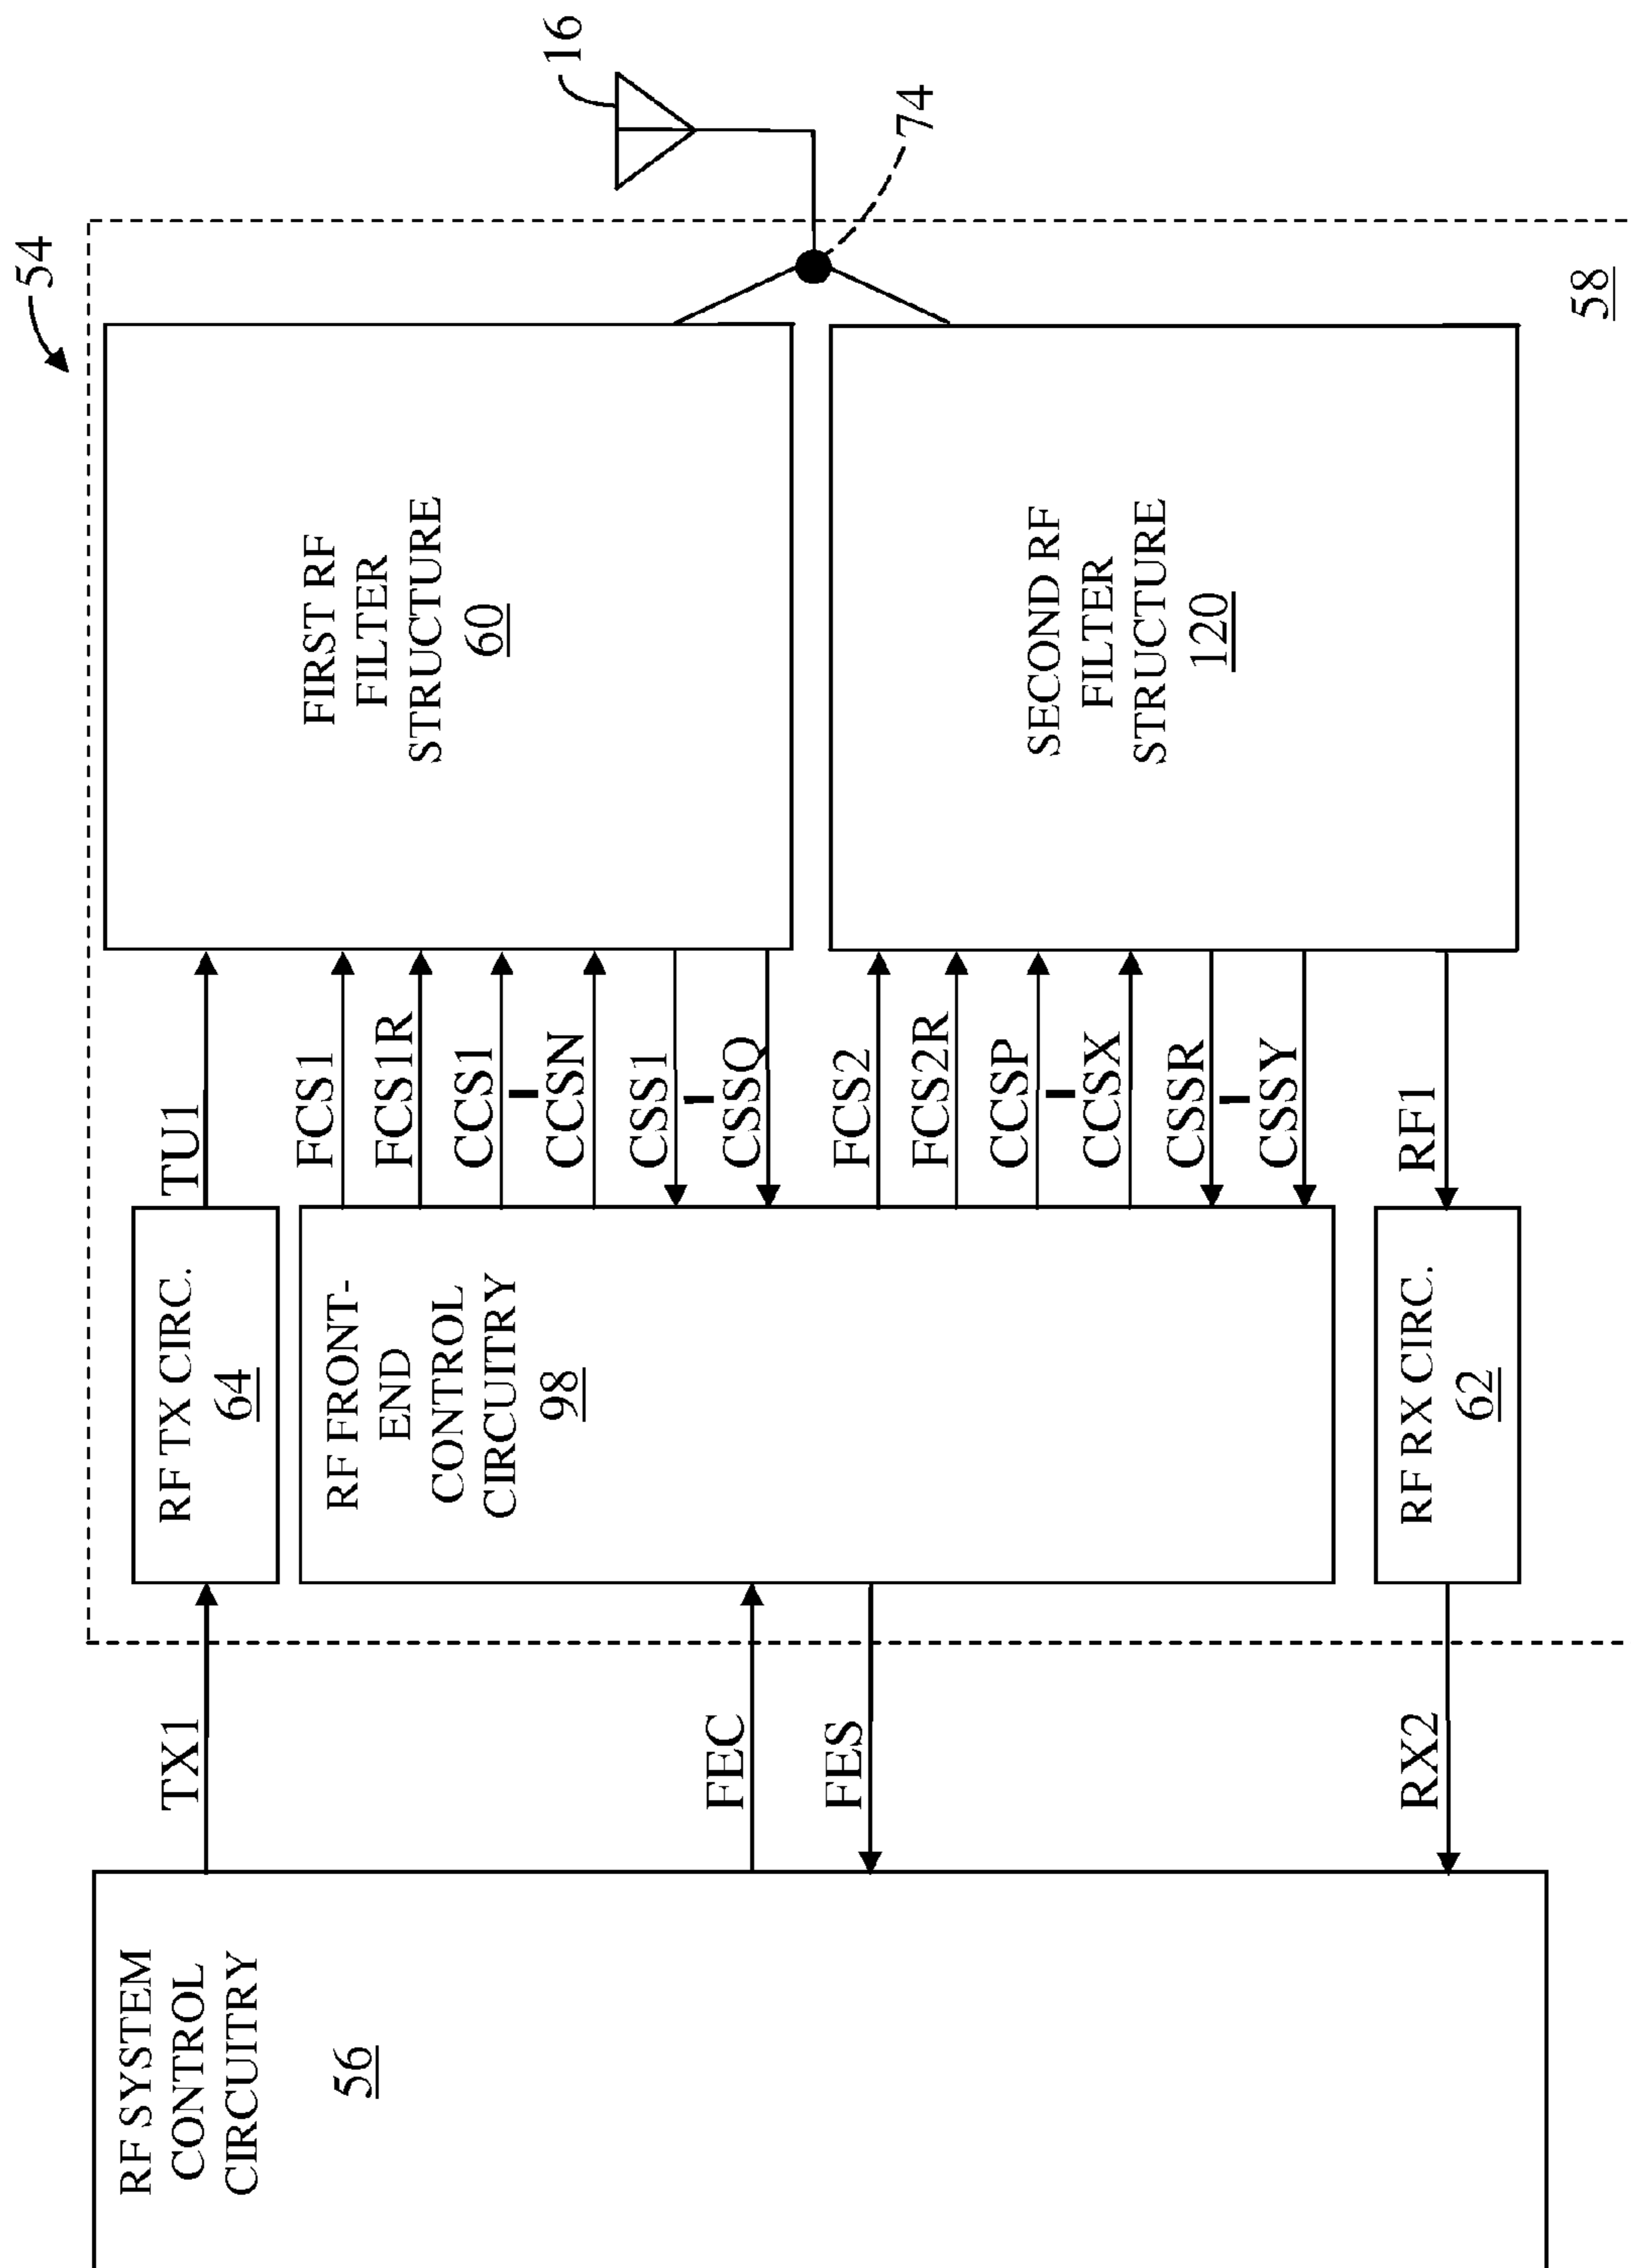 54
RF SYSTEM
CONTROL
CIRCUITRY
56
TX1
FEC
FES
RX2
RF TX CIRC.
64
RF FRONT-
END
CONTROL
CIRCUITRY
98
RF RX CIRC.
62
TU1
FCS1
FCS1R
CCS1
CCSN
CSS1
CSSQ
FCS2
FCS2R
CCSP
CCSX
CSSR
CSSY
RF1
FIRST RF
FILTER
STRUCTURE
60
SECOND RF
FILTER
STRUCTURE
120
16
74
58